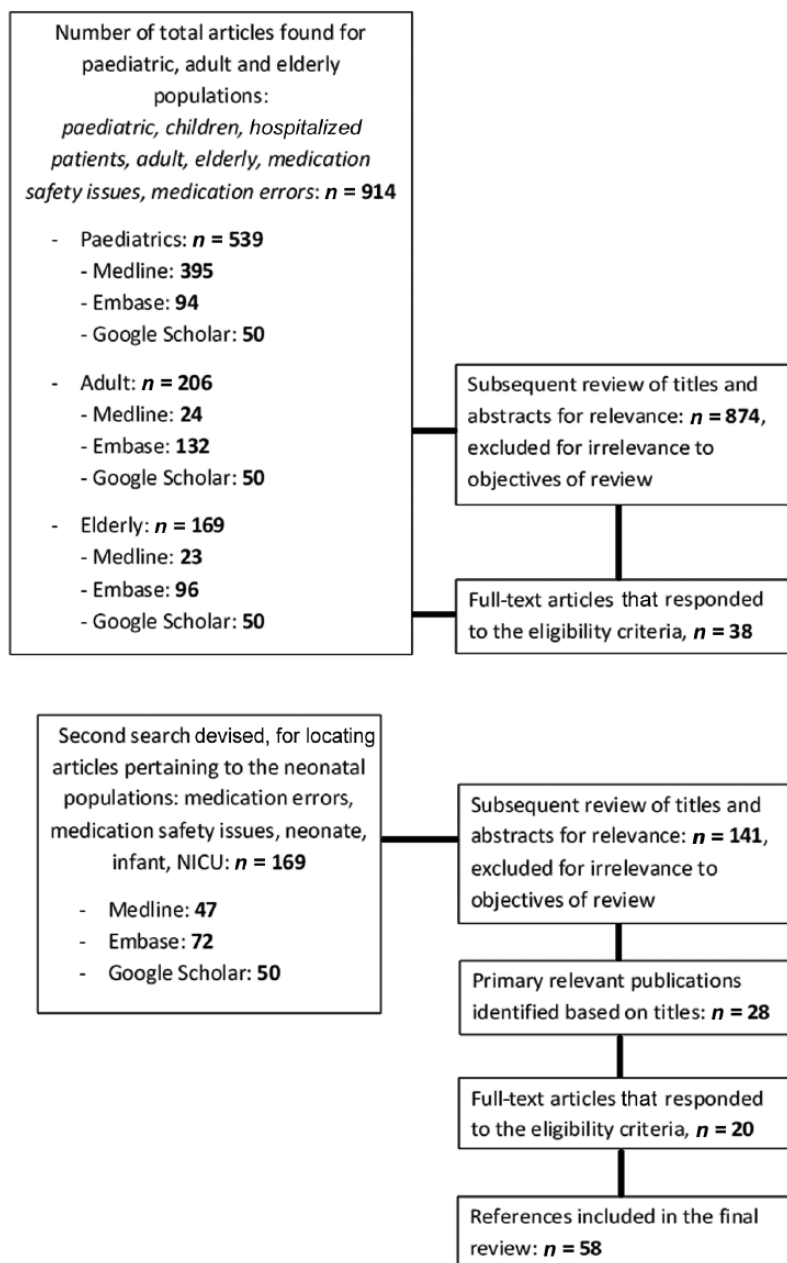 Number of total articles found for
paediatric, adult and elderly
populations:
paediatric, children, hospitalized
patients, adult, elderly, medication
safety issues, medication errors: n = 914
- Paediatrics: n = 539
- Medline: 395
- Embase: 94
- Google Scholar: 50
- Adult: n = 206
- Medline: 24
- Embase: 132
- Google Scholar: 50
- Elderly: n = 169
- Medline: 23
- Embase: 96
- Google Scholar: 50
Subsequent review of titles and
abstracts for relevance: n = 874,
excluded for irrelevance to
objectives of review
Full-text articles that responded
to the eligibility criteria, n = 38
Second search devised, for locating
articles pertaining to the neonatal
populations: medication errors,
medication safety issues, neonate,
infant, NICU: n = 169
- Medline: 47
- Embase: 72
- Google Scholar: 50
Subsequent review of titles and
abstracts for relevance: n = 141,
excluded for irrelevance to
objectives of review
Primary relevant publications
identified based on titles: n = 28
Full-text articles that responded
to the eligibility criteria, n = 20
References included in the final
review: n = 58